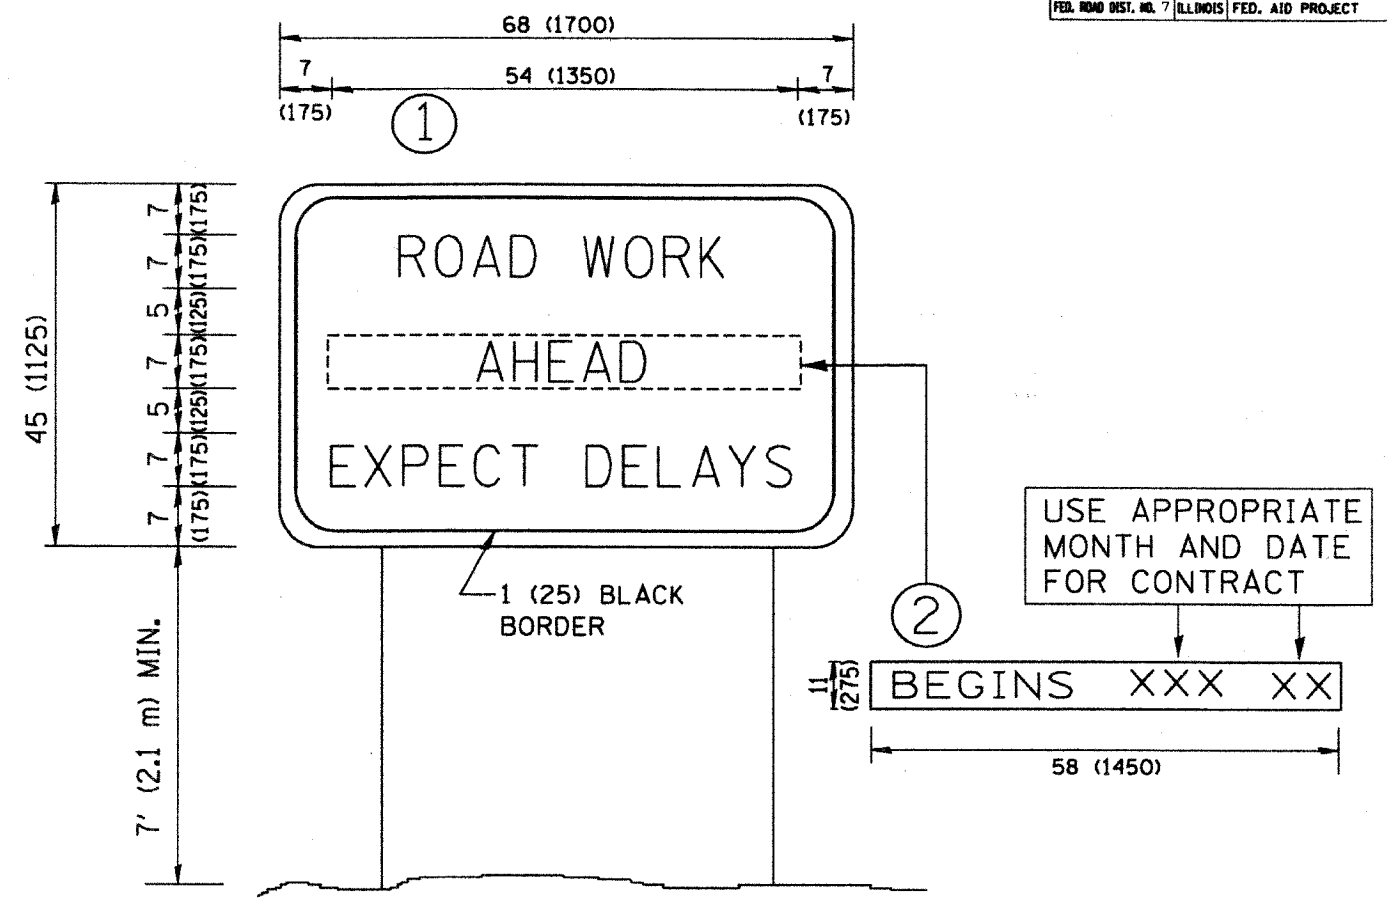 FED. ROAD DIST. NO. 7 ILLINOIS FED. AID PROJECT
68 (1700)
7 54 (1350) 7
(175) (175)
1
45 (1125)
7 (175)
7 (175)
5 (125)
7 (175)
5 (125)
7 (175)
7 (175)
ROAD WORK
AHEAD
EXPECT DELAYS
1 (25) BLACK
BORDER
7' (2.1 m) MIN.
2
USE APPROPRIATE
MONTH AND DATE
FOR CONTRACT
11
(275)
BEGINS XXX XX
58 (1450)